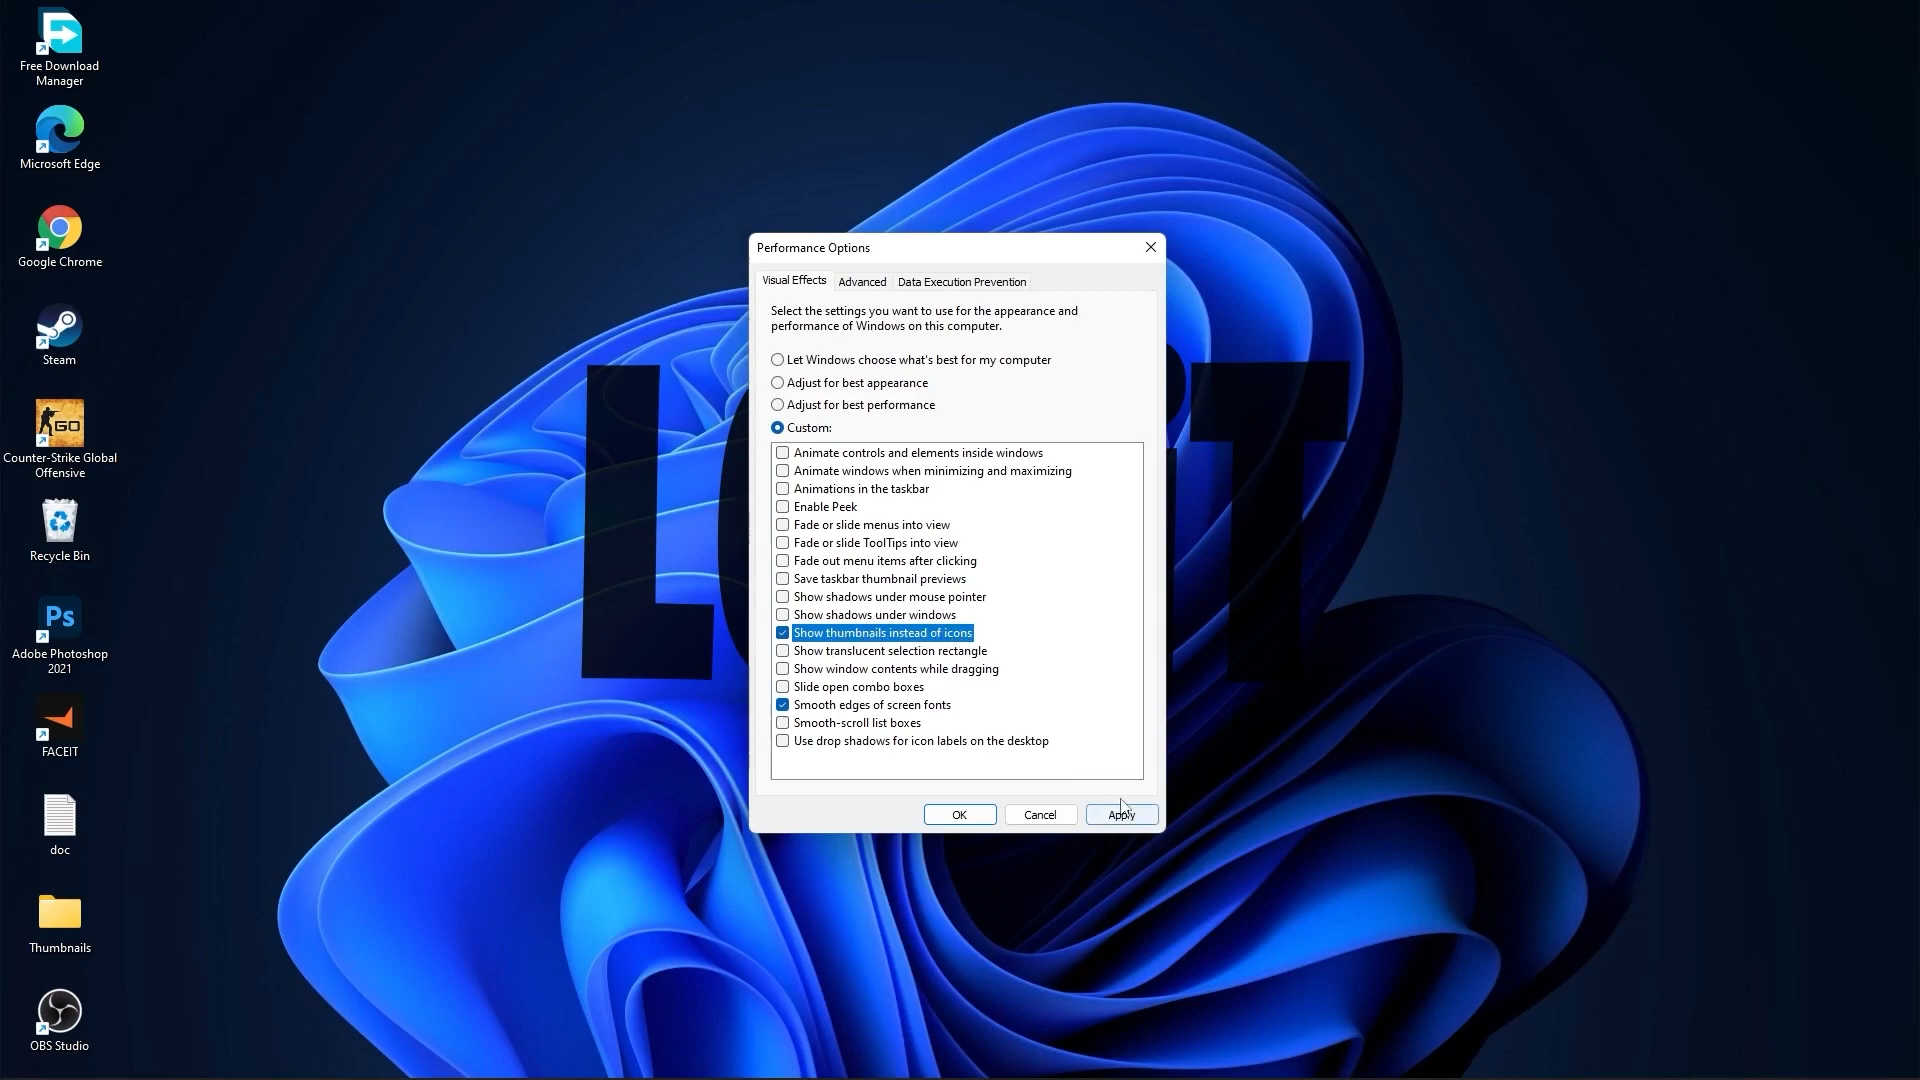 Free Download
Manager
Microsoft Edge
Google Chrome
Steam
GO
Counter-Strike Global
Offensive
Recycle Bin
Ps
Adobe Photoshop
2021
FACEIT
doc
Thumbnails
OBS Studio
Performance Options
Visual Effects
Advanced
Data Execution Prevention
Select the settings you want to use for the appearance and
performance of Windows on this computer.
Let Windows choose what's best for my computer
Adjust for best appearance
Adjust for best performance
Custom:
Animate controls and elements inside windows
Animate windows when minimizing and maximizing
Animations in the taskbar
Enable Peek
Fade or slide menus into view
Fade or slide ToolTips into view
Fade out menu items after clicking
Save taskbar thumbnail previews
Show shadows under mouse pointer
Show shadows under windows
Show thumbnails instead of icons
Show translucent selection rectangle
Show window contents while dragging
Slide open combo boxes
Smooth edges of screen fonts
Smooth-scroll list boxes
Use drop shadows for icon labels on the desktop
OK
Cancel
Apply